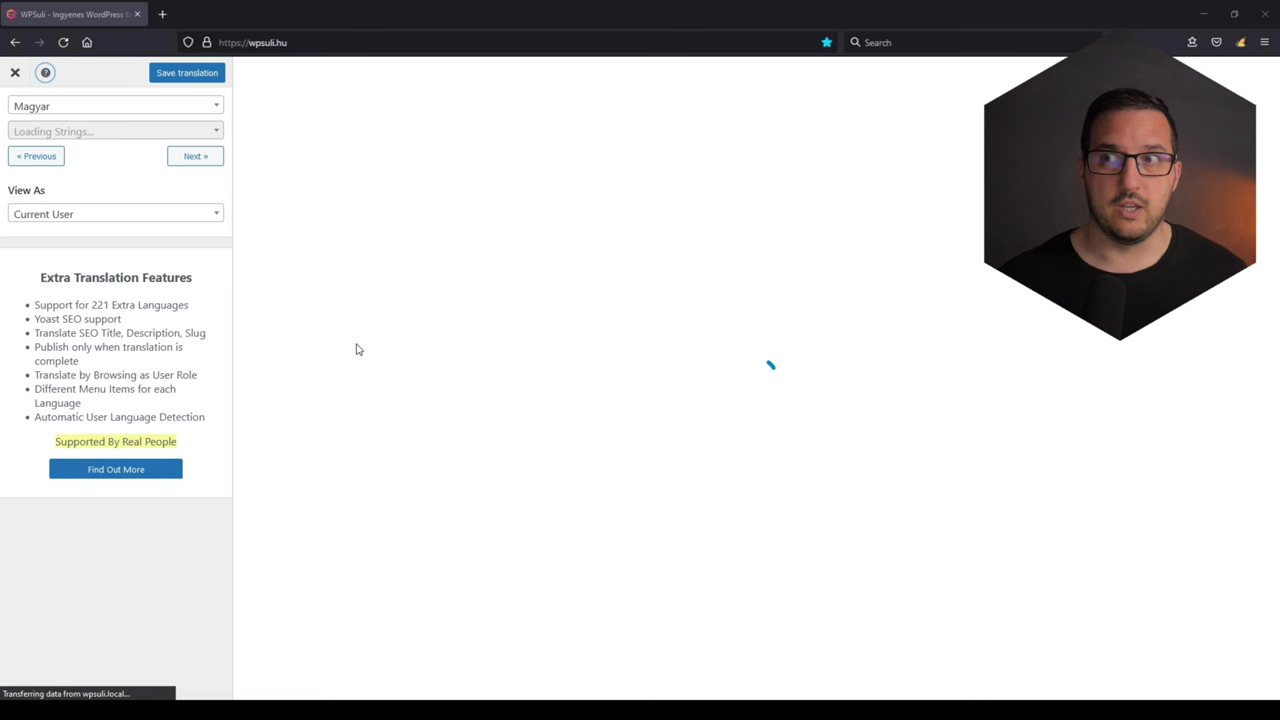 WPSuli - Ingyenes WordPress t
https://wpsuli.hu
Search
Save translation
Magyar
Loading Strings...
« Previous
Next »
View As
Current User
Extra Translation Features
Support for 221 Extra Languages
Yoast SEO support
Translate SEO Title, Description, Slug
Publish only when translation is
complete
Translate by Browsing as User Role
Different Menu Items for each
Language
Automatic User Language Detection
Supported By Real People
Find Out More
Transferring data from wpsuli.local...